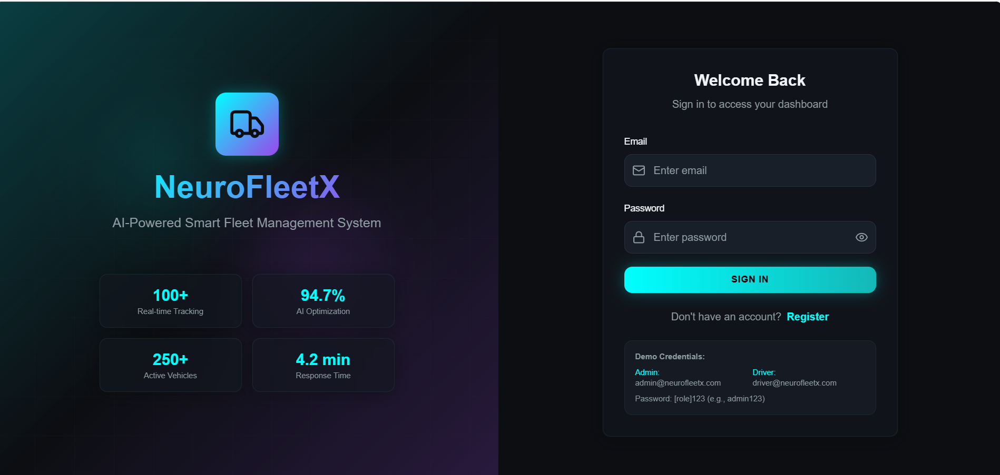 NeuroFleetX
AI-Powered Smart Fleet Management System
100+
Real-time Tracking
94.7%
AI Optimization
250+
Active Vehicles
4.2 min
Response Time
Welcome Back
Sign in to access your dashboard
Email
Enter email
Password
Enter password
SIGN IN
Don't have an account? Register
Demo Credentials:
Admin:
admin@neurofleetx.com
Driver:
driver@neurofleetx.com
Password: [role]123 (e.g., admin123)